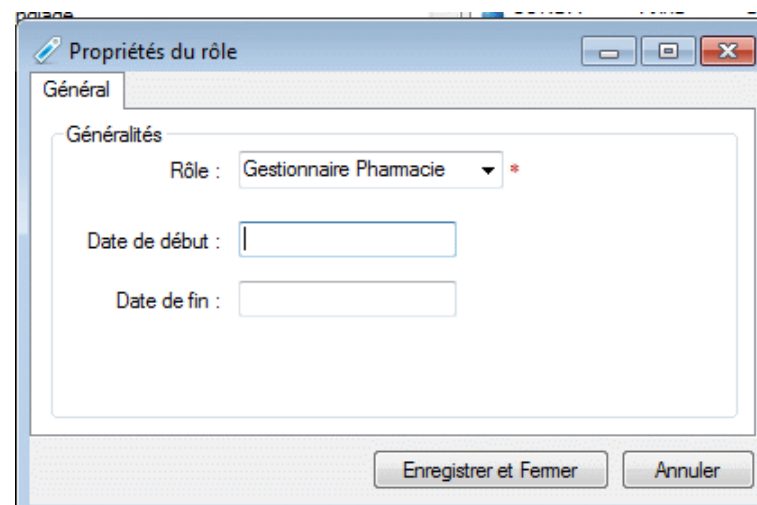 Propriétés du rôle
Général
Généralités
Rôle : Gestionnaire Pharmacie *
Date de début :
Date de fin :
Enregistrer et Fermer Annuler